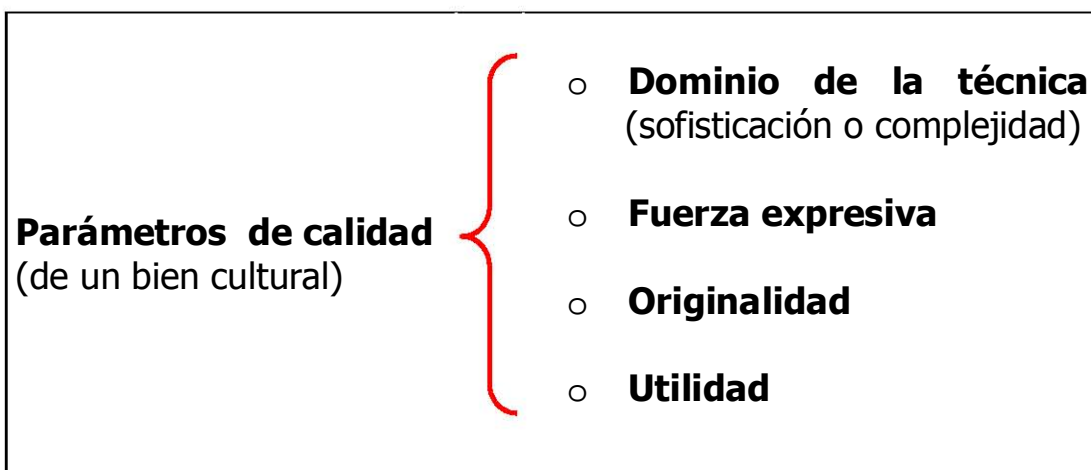 Parámetros de calidad
(de un bien cultural)
o Dominio de la técnica
(sofisticación o complejidad)
o Fuerza expresiva
o Originalidad
o Utilidad